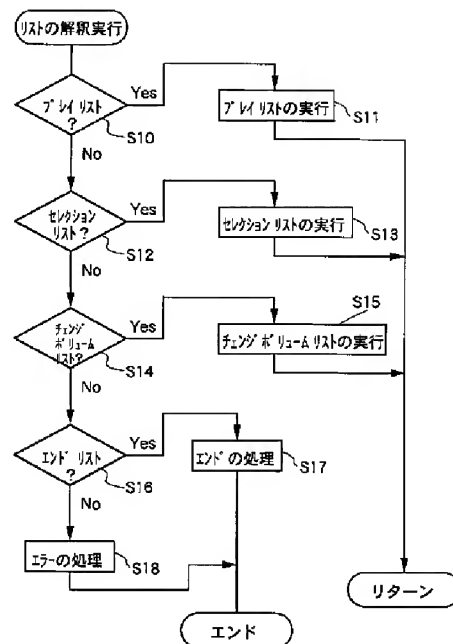 リストの解釈実行
プレイ リスト
?
Yes
S10
プレイ リストの実行
S11
No
セレクション
リスト?
Yes
S12
セレクション リストの実行
S13
No
チェンジ
ボリューム
リスト?
Yes
S14
S15
チェンジ ボリューム リストの実行
No
エンド リスト
?
Yes
S16
エンドの処理
S17
No
エラーの処理
S18
エンド
リターン